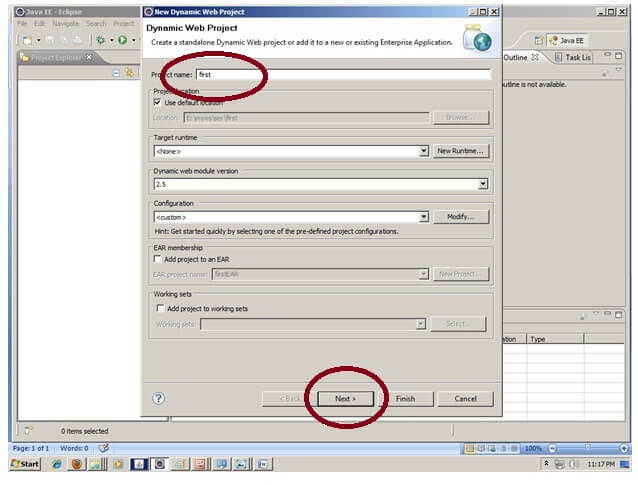 Java EE - Eclipse
File Edit Navigate Search Project
Project Explorer
New Dynamic Web Project
Dynamic Web Project
Create a standalone Dynamic Web project or add it to a new or existing Enterprise Application.
Java EE
Outline Task Lis
utline is not available.
Project name: first
Project location
Use default location
Location:
Browse...
Target runtime
<None>
New Runtime...
Dynamic web module version
2.5
Configuration
<custom>
Modify...
Hint: Get started quickly by selecting one of the pre-defined project configurations.
EAR membership
Add project to an EAR
EAR project name: firstEAR
New Project...
Working sets
Add project to working sets
Working sets:
Select...
ation Type
< Back Next > Finish Cancel
0 items selected
Page: 1 of 1 Words: 0
100%
Start
11:17 PM